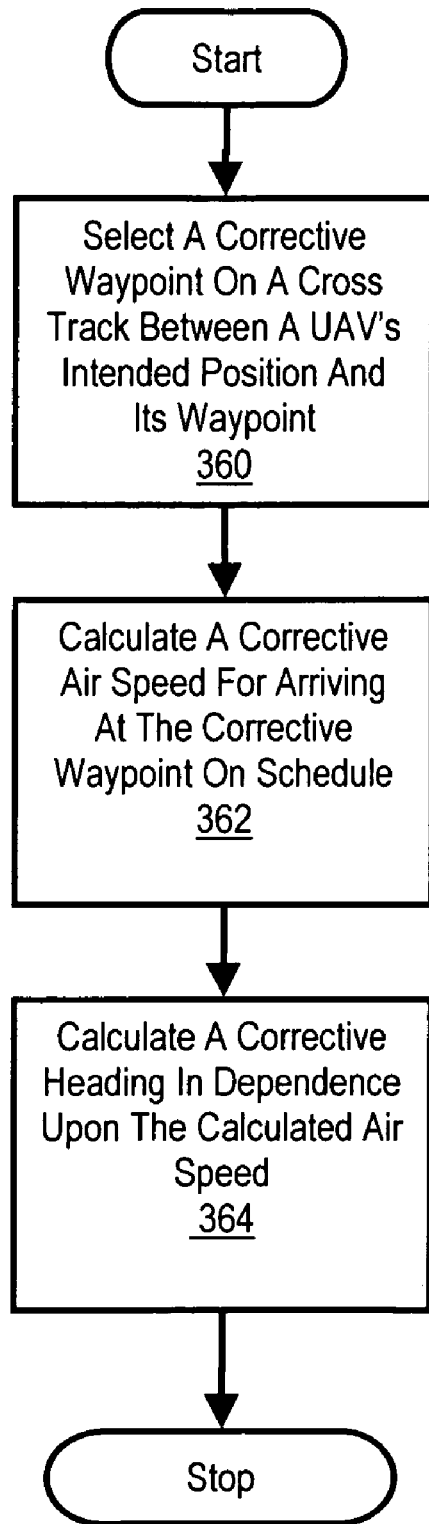 Start
Select A Corrective
Waypoint On A Cross
Track Between A UAV's
Intended Position And
Its Waypoint
360
Calculate A Corrective
Air Speed For Arriving
At The Corrective
Waypoint On Schedule
362
Calculate A Corrective
Heading In Dependence
Upon The Calculated Air
Speed
364
Stop